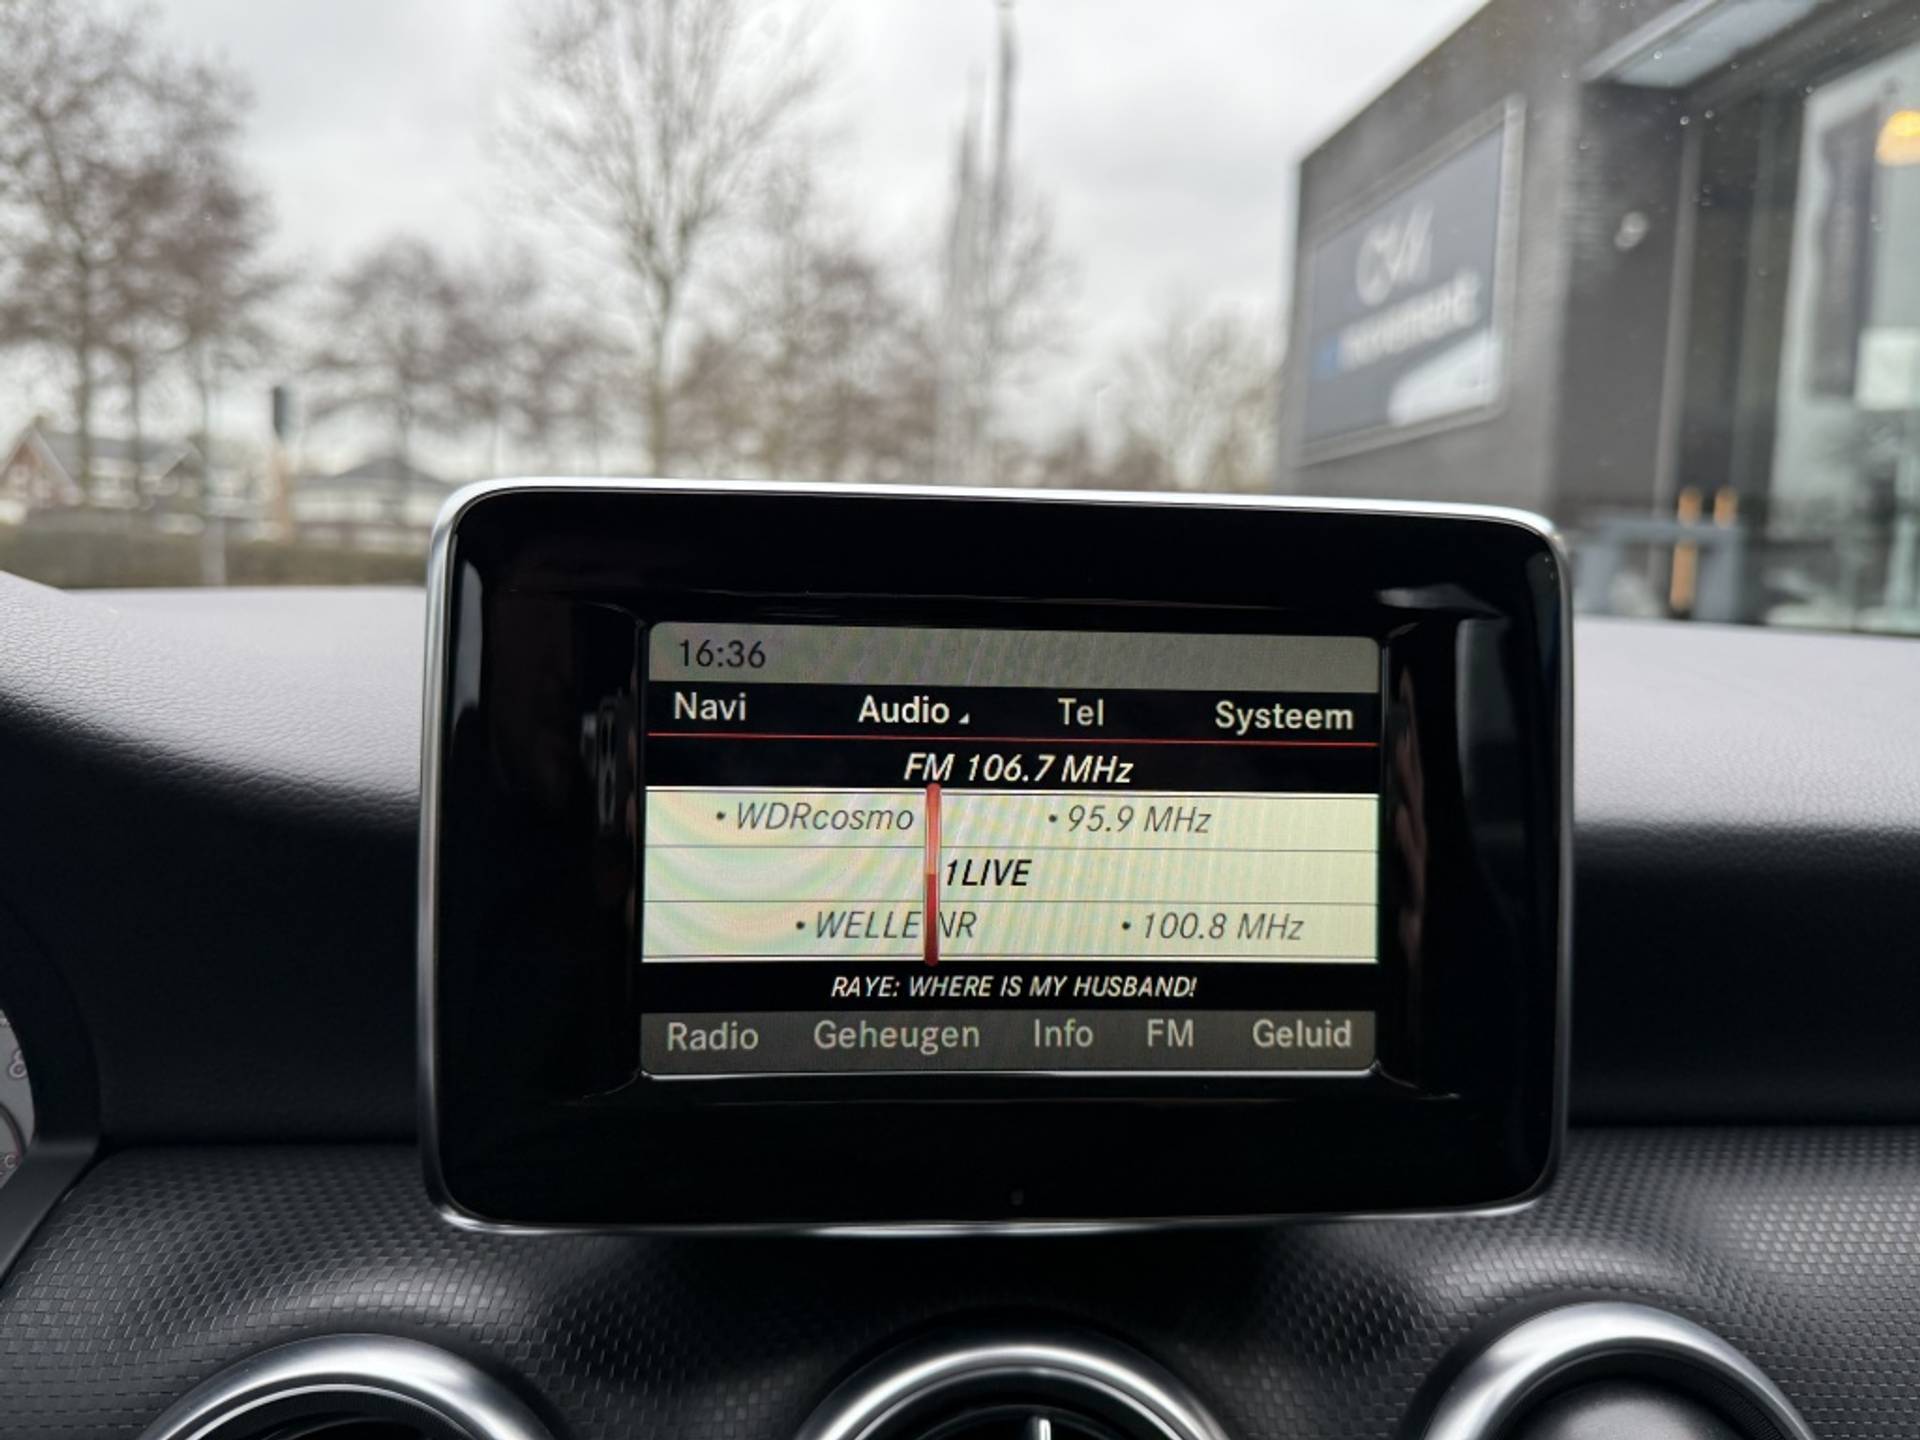 16:36
Navi Audio Tel Systeem
FM 106.7 MHz
• WDRcosmo • 95.9 MHz
1LIVE
• WELLE NR • 100.8 MHz
RAYE: WHERE IS MY HUSBAND!
Radio Geheugen Info FM Geluid
8